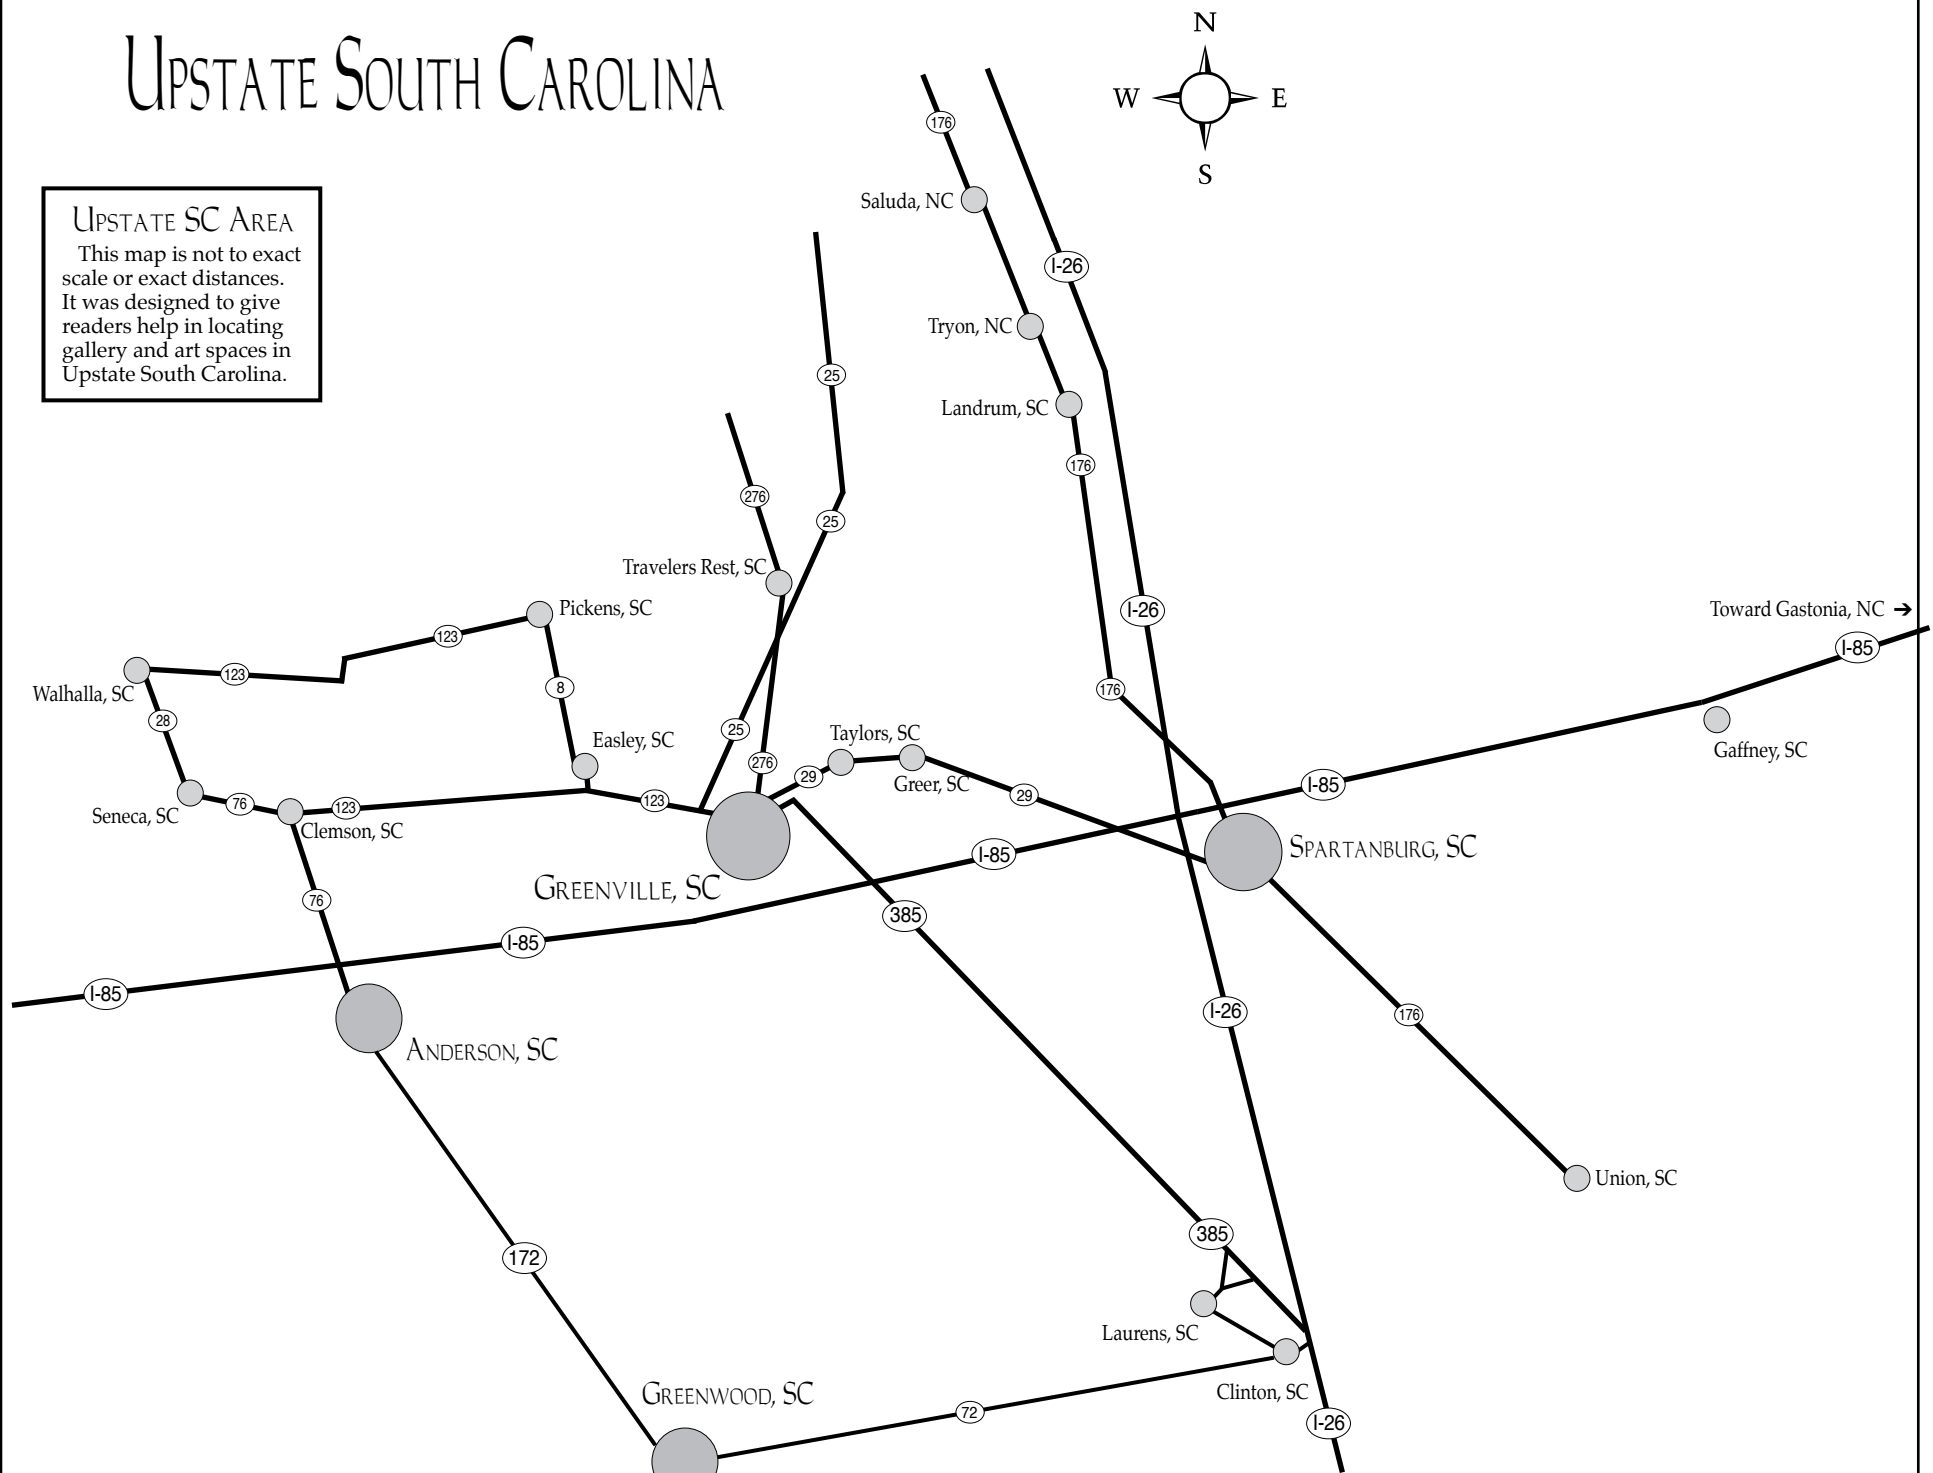 UPSTATE SOUTH CAROLINA
N
W E
S
176
Saluda, NC
UPSTATE SC AREA
This map is not to exact
scale or exact distances.
It was designed to give
readers help in locating
gallery and art spaces in
Upstate South Carolina.
I-26
Tryon, NC
25
Landrum, SC
176
276
25
Travelers Rest, SC
Pickens, SC
I-26
Toward Gastonia, NC ➔
123
I-85
123
8
176
Walhalla, SC
28
25
Taylors, SC
Easley, SC
Gaffney, SC
276
29
Greer, SC
I-85
29
76
123
123
Seneca, SC
Clemson, SC
SPARTANBURG, SC
I-85
GREENVILLE, SC
76
385
I-85
I-85
I-26
176
ANDERSON, SC
Union, SC
385
172
Laurens, SC
GREENWOOD, SC
Clinton, SC
72
I-26